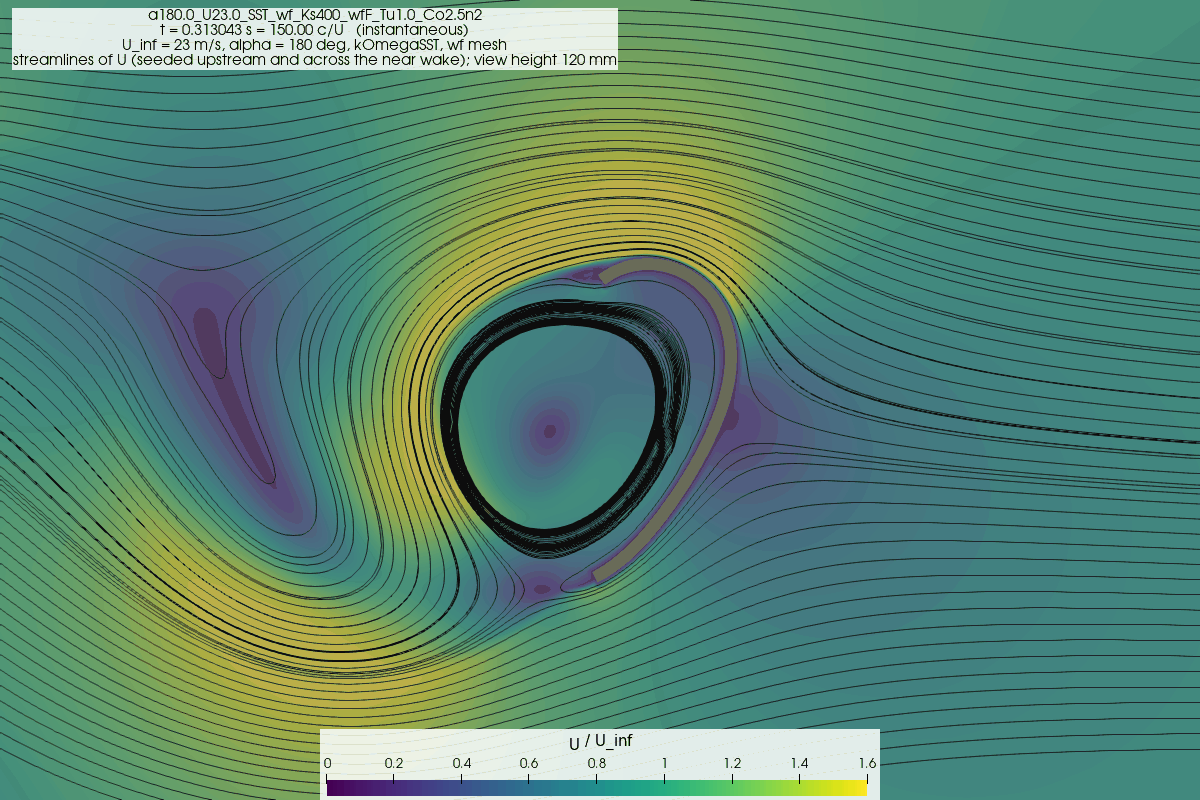 a180.0_U23.0_SST_wf_Ks400_wfF_Tu1.0_Co2.5n2
t = 0.313043 s = 150.00 c/U (instantaneous)
U_inf = 23 m/s, alpha = 180 deg, kOmegaSST, wf mesh
streamlines of U (seeded upstream and across the near wake); view height 120 mm
U / U_inf
0 0.2 0.4 0.6 0.8 1 1.2 1.4 1.6